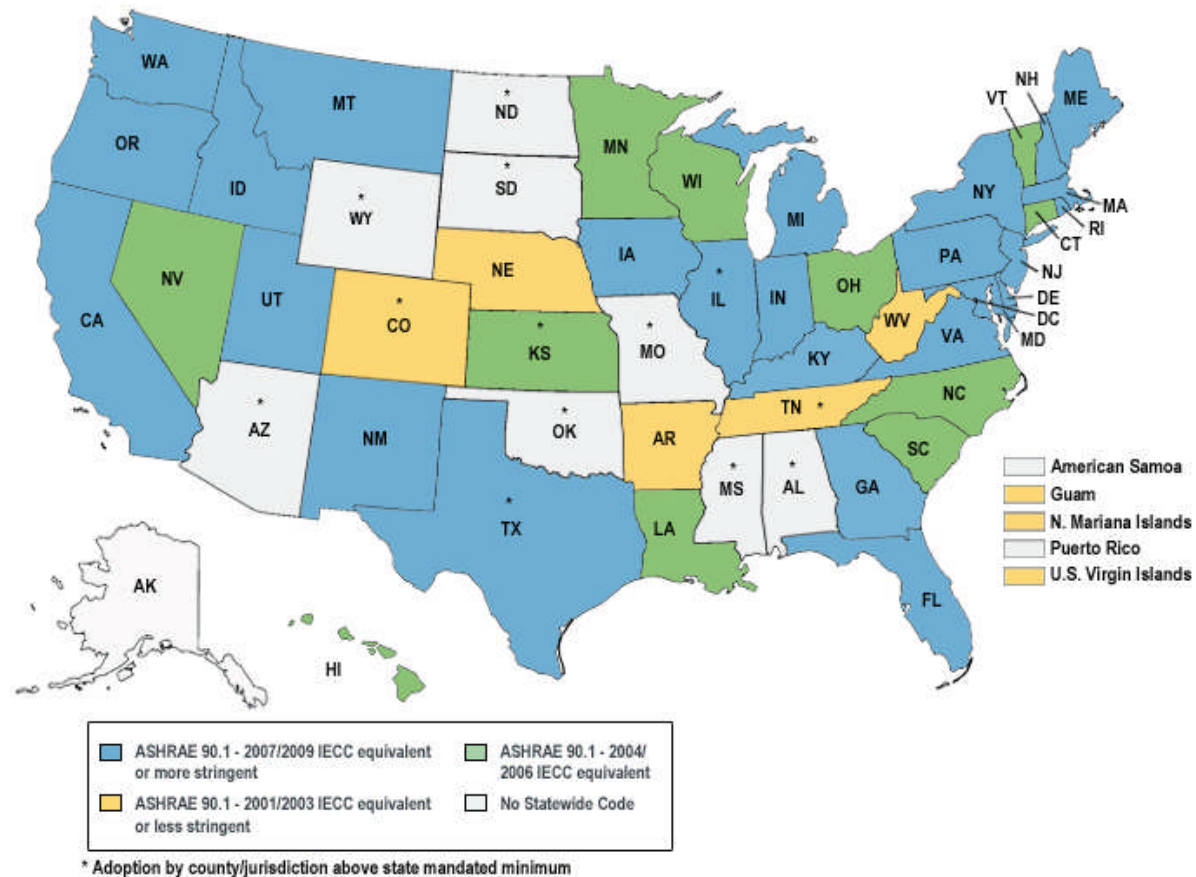 WA
MT
*
ND
MN
VT
NH
ME
OR
ID
*
SD
WI
NY
MA
RI
CT
*
WY
MI
PA
NJ
NE
IA
*
IL
IN
OH
DE
DC
MD
NV
UT
*
CO
*
KS
*
MO
WV
VA
KY
CA
NC
TN *
*
AZ
NM
*
OK
AR
SC
*
MS
*
AL
GA
*
TX
LA
FL
AK
HI
American Samoa
Guam
N. Mariana Islands
Puerto Rico
U.S. Virgin Islands
ASHRAE 90.1 - 2007/2009 IECC equivalent
or more stringent
ASHRAE 90.1 - 2001/2003 IECC equivalent
or less stringent
ASHRAE 90.1 - 2004/
2006 IECC equivalent
No Statewide Code
* Adoption by county/jurisdiction above state mandated minimum